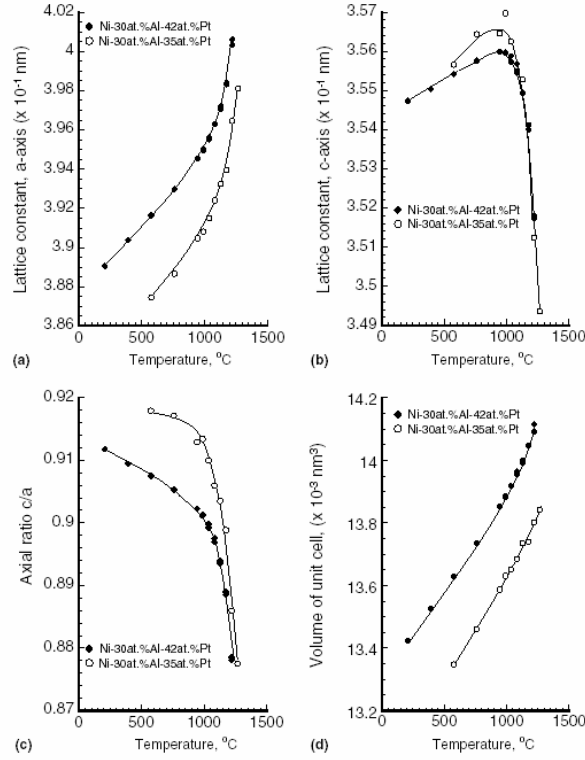 4.02
4
3.98
3.96
3.94
3.92
3.9
3.88
3.86
Lattice constant, a-axis (x 10-1 nm)
Ni-30at.%Al-42at.%Pt
Ni-30at.%Al-35at.%Pt
0 500 1000 1500
(a) Temperature, oC
3.57
3.56
3.55
3.54
3.53
3.52
3.51
3.5
3.49
Lattice constant, c-axis (x 10-1 nm)
Ni-30at.%Al-42at.%Pt
Ni-30at.%Al-35at.%Pt
0 500 1000 1500
(b) Temperature, oC
0.92
0.91
0.9
0.89
0.88
0.87
Axial ratio c/a
Ni-30at.%Al-42at.%Pt
Ni-30at.%Al-35at.%Pt
0 500 1000 1500
(c) Temperature, oC
14.2
14
13.8
13.6
13.4
13.2
Volume of unit cell, (x 10-3 nm3)
Ni-30at.%Al-42at.%Pt
Ni-30at.%Al-35at.%Pt
0 500 1000 1500
(d) Temperature, oC